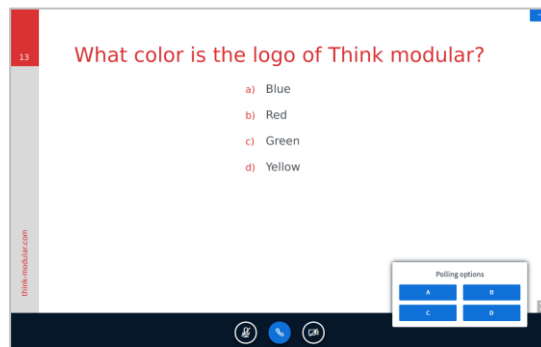 13
What color is the logo of Think modular?
a) Blue
b) Red
c) Green
d) Yellow
think-modular.com
Polling options
A B
C D